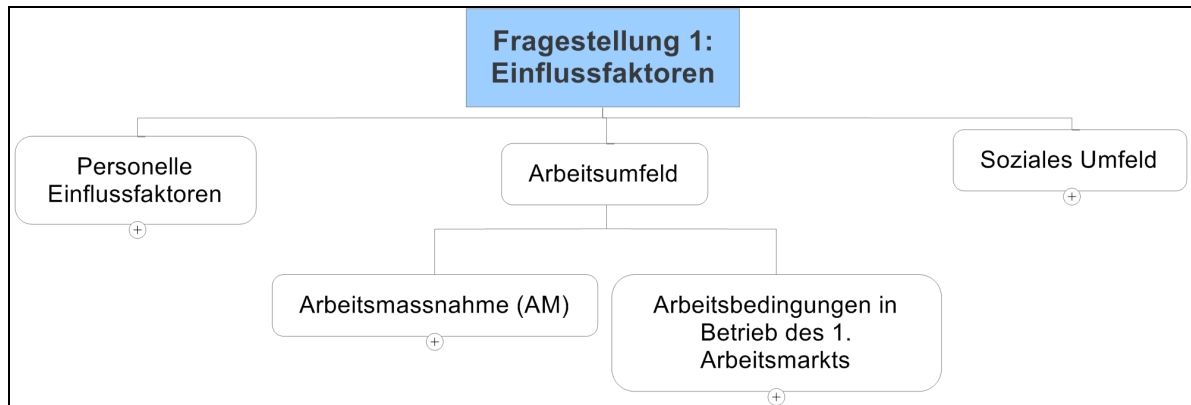 Fragestellung 1:
Einflussfaktoren
Personelle
Einflussfaktoren
Arbeitsumfeld
Soziales Umfeld
Arbeitsmassnahme (AM)
Arbeitsbedingungen in
Betrieb des 1.
Arbeitsmarkts